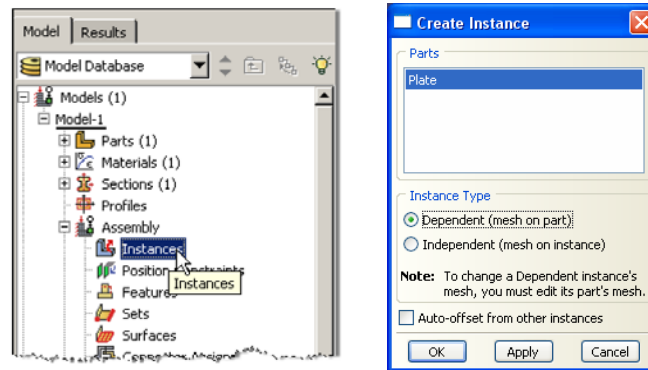 Model
Results
Model Database
Models (1)
Model-1
Parts (1)
Materials (1)
Sections (1)
Profiles
Assembly
Instances
Position Constraints
Instances
Features
Sets
Surfaces
Create Instance
Parts
Plate
Instance Type
Dependent (mesh on part)
Independent (mesh on instance)
Note: To change a Dependent instance's
mesh, you must edit its part's mesh.
Auto-offset from other instances
OK
Apply
Cancel